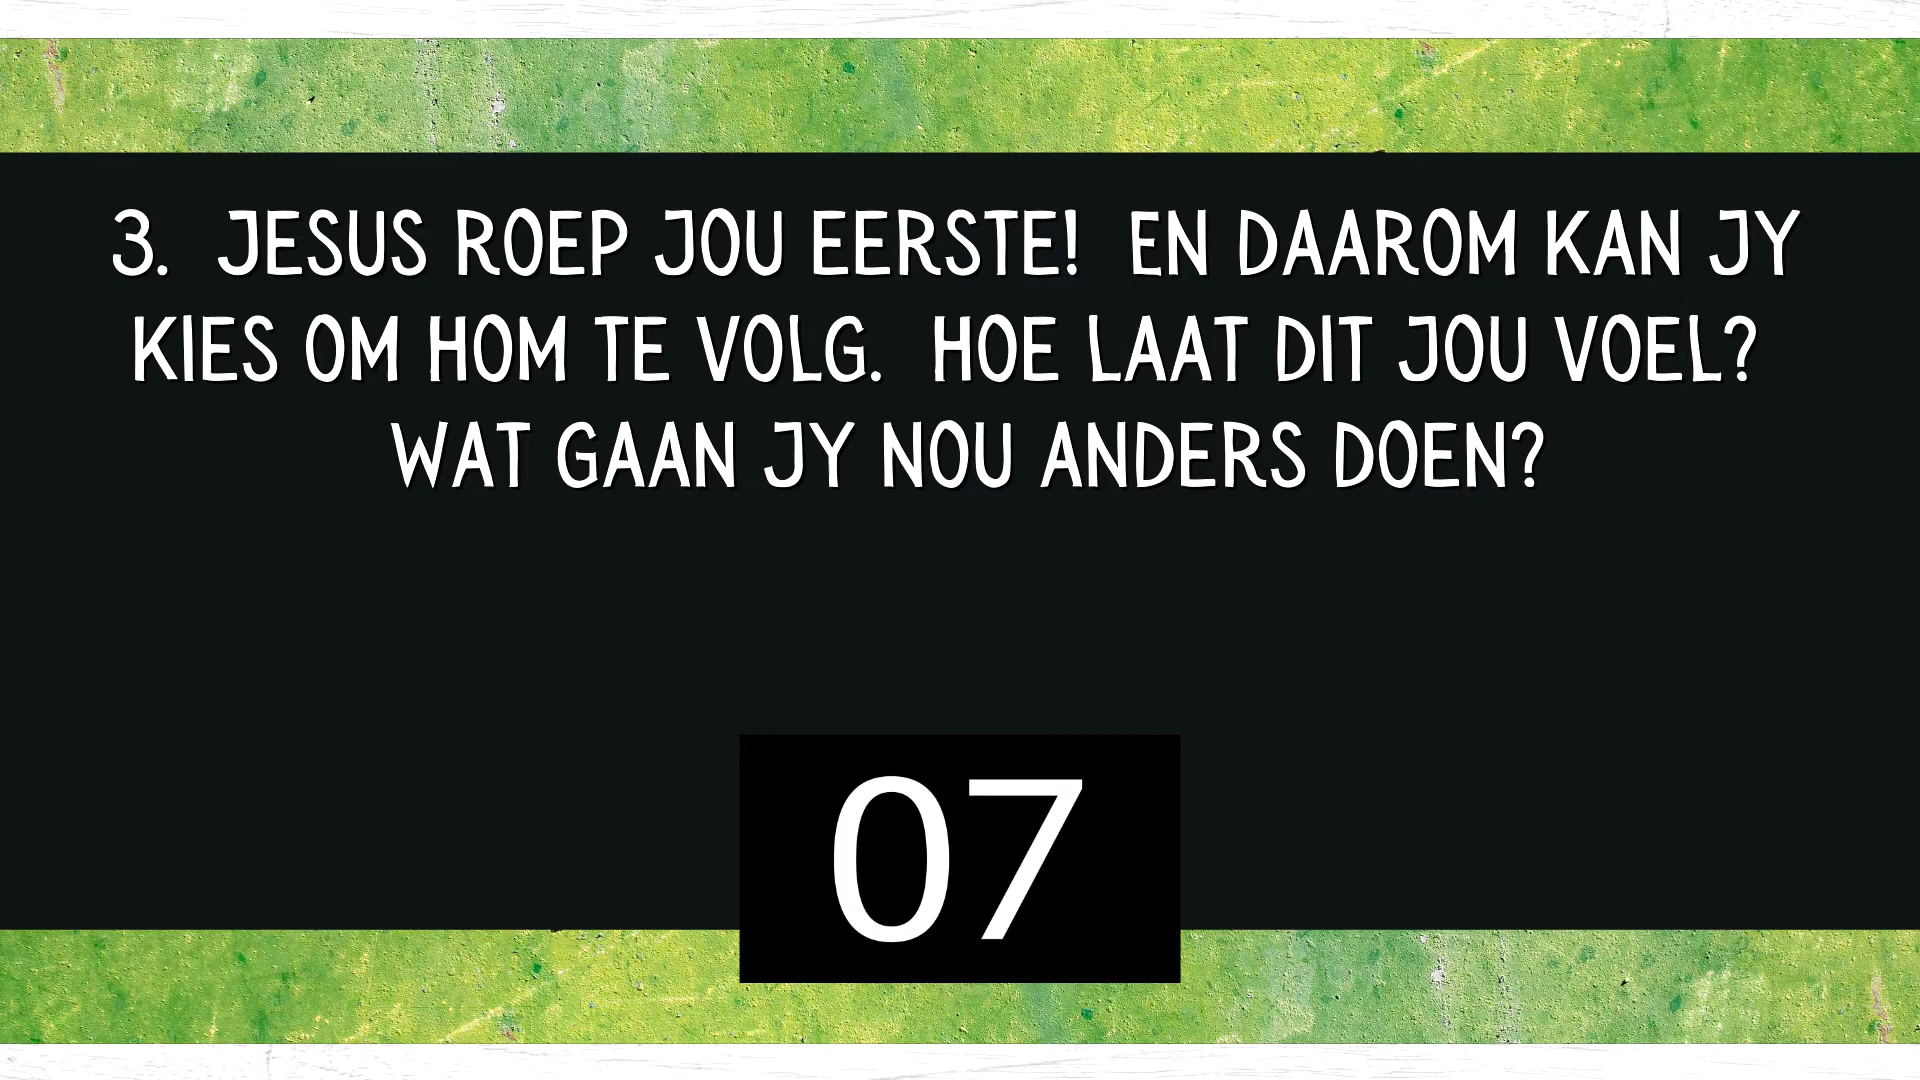 3. JESUS ROEP JOU EERSTE! EN DAAROM KAN JY
KIES OM HOM TE VOLG. HOE LAAT DIT JOU VOEL?
WAT GAAN JY NOU ANDERS DOEN?
07